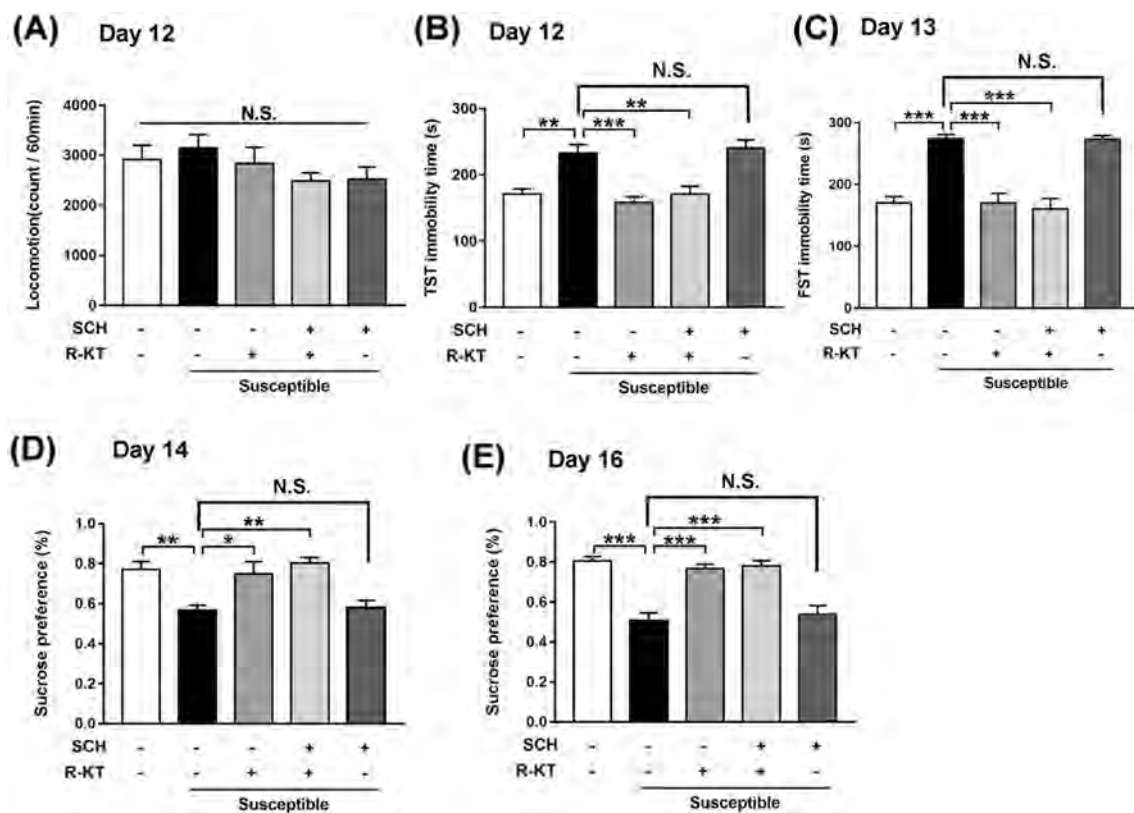 (A) Day 12
N.S.
Locomotion(count / 60min)
4000
3000
2000
1000
0
SCH - - - + +
R-KT - - + + -
Susceptible
(B) Day 12
N.S.
**
** ***
TST immobility time (s)
300
200
100
0
SCH - - - + +
R-KT - - + + -
Susceptible
(C) Day 13
N.S.
***
*** ***
FST immobility time (s)
300
200
100
0
SCH - - - + +
R-KT - - + + -
Susceptible
(D) Day 14
N.S.
**
** *
Sucrose preference (%)
1.0
0.8
0.6
0.4
0.2
0.0
SCH - - - + +
R-KT - - + + -
Susceptible
(E) Day 16
N.S.
***
*** ***
Sucrose preference (%)
1.0
0.8
0.6
0.4
0.2
0.0
SCH - - - + +
R-KT - - + + -
Susceptible